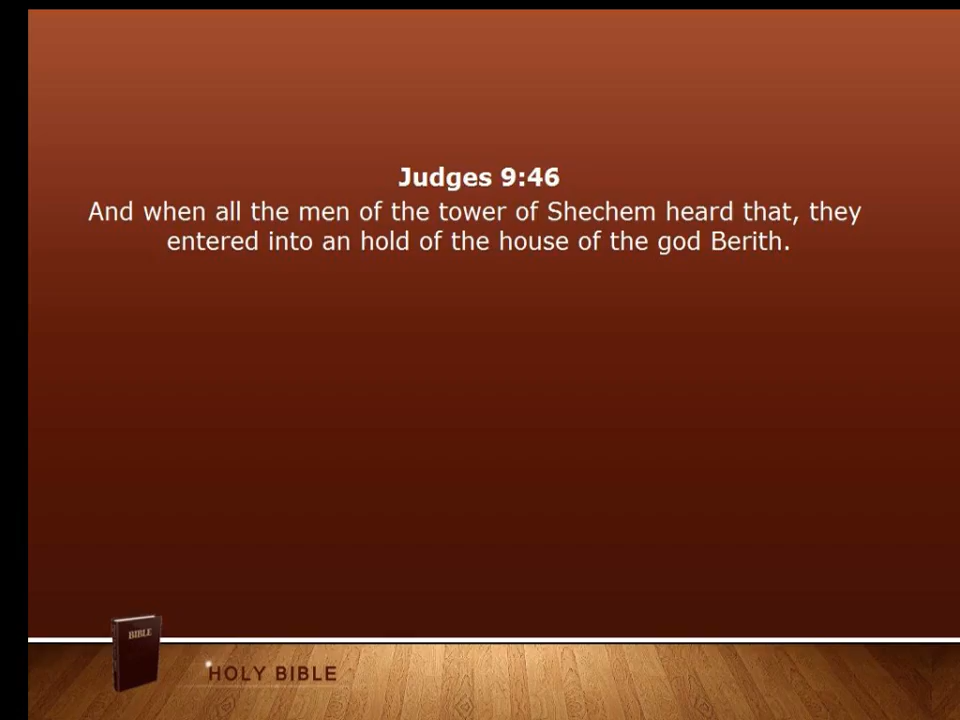 Judges 9:46
And when all the men of the tower of Shechem heard that, they
entered into an hold of the house of the god Berith.
BIBLE
HOLY BIBLE